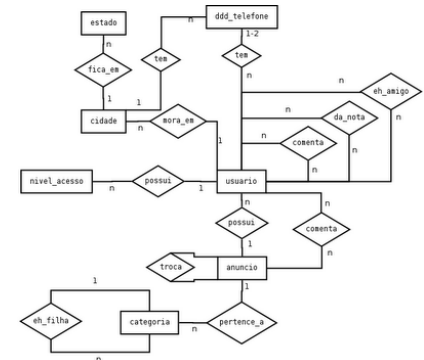 estado
ddd_telefone
n
n
1-2
tem
tem
fica_em
n
n
eh_amigo
1
1
n
da_nota
cidade
n
mora_em
n
comenta
n
1
n
n
nivel_acesso
n
possui
1
usuario
n
n
possui
comenta
1
n
troca
anuncio
1
1
eh_filha
categoria
n
pertence_a
n